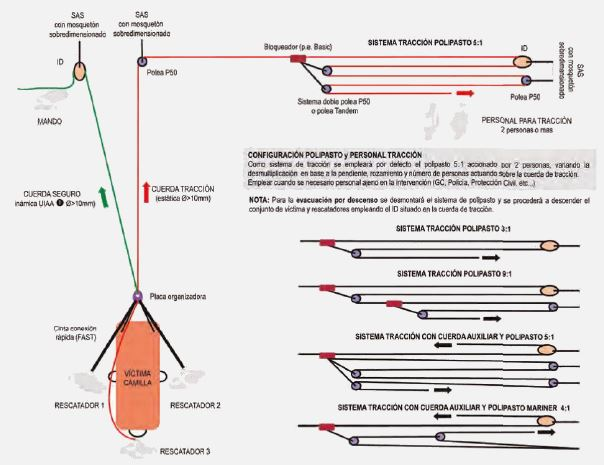 SAS
con mosquetón
sobredimensionado
SAS
con mosquetón
sobredimensionado
ID
Polea P50
MANDO
CUERDA SEGURO
inámica UIAA ❶ Ø>10mm)
CUERDA TRACCIÓN
(estática Ø>10mm)
Placa organizadora
Cinta conexión
rápida (FAST)
VÍCTIMA
CAMILLA
RESCATADOR 1
RESCATADOR 2
RESCATADOR 3
Bloqueador (p.e. Basic)
SISTEMA TRACCIÓN POLIPASTO 5:1
ID
SAS
con mosquetón
sobredimensionado
Sistema doble polea P50
o polea Tandem
Polea P50
PERSONAL PARA TRACCIÓN
2 personas o mas
CONFIGURACIÓN POLIPASTO y PERSONAL TRACCIÓN
Como sistema de tracción se empleará por defecto el polipasto 5:1 accionado por 2 personas, variando la
desmultiplicación en base a la pendiente, rozamiento y número de personas actuando sobre la cuerda de tracción.
Emplear cuando se necesario personal ajeno en la intervención (GC, Policía, Protección Civil, etc...)
NOTA: Para la evacuación por descenso se desmontará el sistema de polipasto y se procederá a descender el
conjunto de víctima y rescatadores empleando el ID situado en la cuerda de tracción.
SISTEMA TRACCIÓN POLIPASTO 3:1
SISTEMA TRACCIÓN POLIPASTO 9:1
SISTEMA TRACCIÓN CON CUERDA AUXILIAR Y POLIPASTO 5:1
SISTEMA TRACCIÓN CON CUERDA AUXILIAR Y POLIPASTO MARINER 4:1